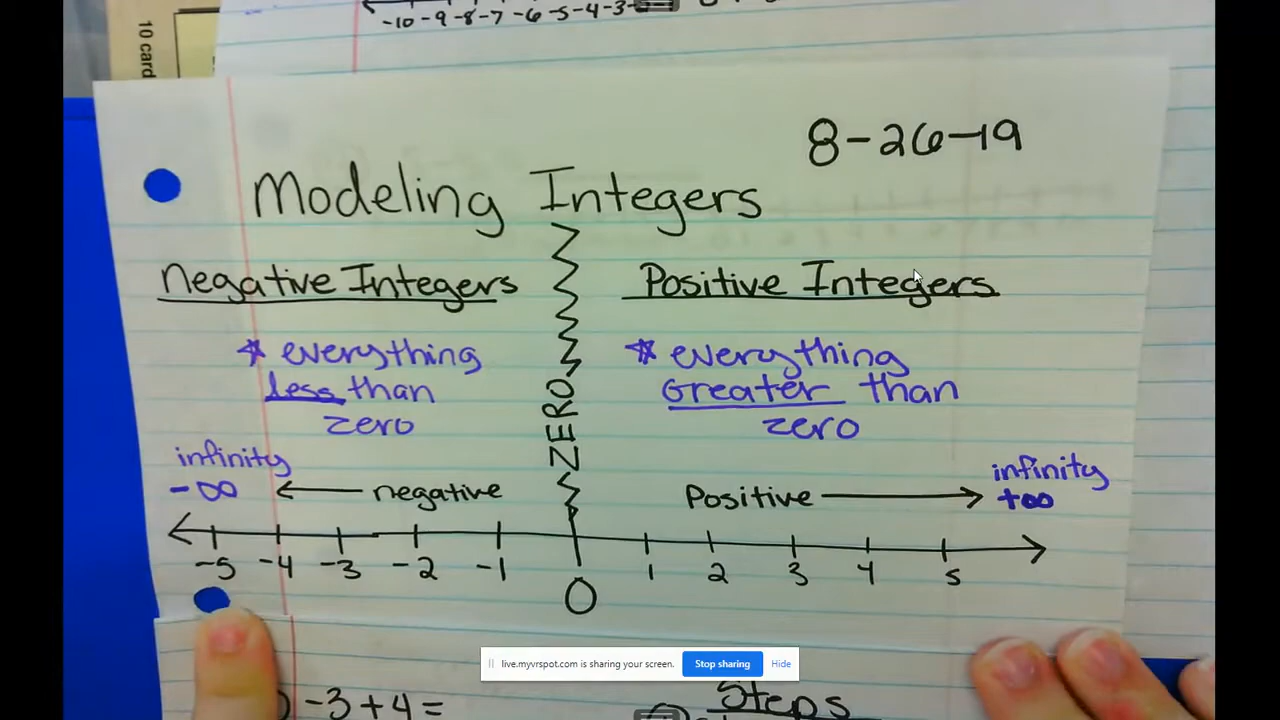 -10 -9 -8 -7 -6 -5 -4 -3
10 card
8-26-19
Modeling Integers
Negative Integers
Positive Integers
* everything
less than
zero
* everything
Greater than
zero
ZERO
infinity
-∞
← negative
Positive →
infinity
+∞
-5 -4 -3 -2 -1 0 1 2 3 4 5
live.myvrspot.com is sharing your screen.
Stop sharing
Hide
-3+4=
Steps